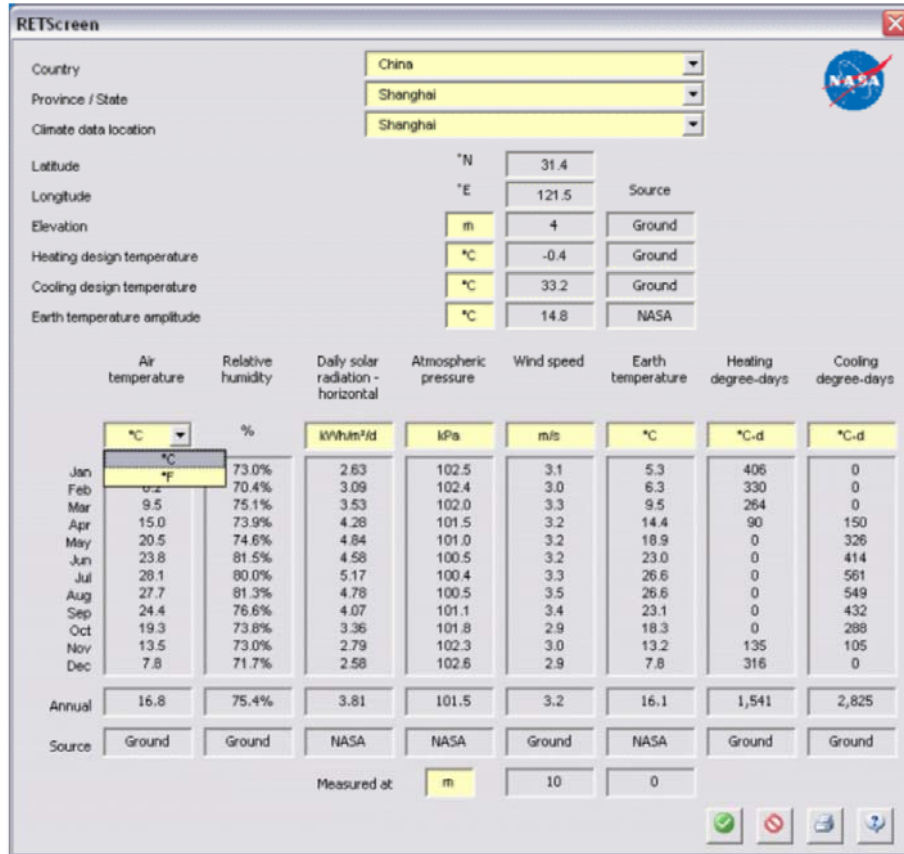 RETScreen
Country China
Province / State Shanghai
Climate data location Shanghai
NASA
Latitude °N 31.4
Longitude °E 121.5 Source
Elevation m 4 Ground
Heating design temperature °C -0.4 Ground
Cooling design temperature °C 33.2 Ground
Earth temperature amplitude °C 14.8 NASA
Air temperature Relative humidity Daily solar radiation - horizontal Atmospheric pressure Wind speed Earth temperature Heating degree-days Cooling degree-days
°C % kWh/m²/d kPa m/s °C °C-d °C-d
°C
°F
Jan 73.0% 2.63 102.5 3.1 5.3 406 0
Feb 70.4% 3.09 102.4 3.0 6.3 330 0
Mar 9.5 75.1% 3.53 102.0 3.3 9.5 264 0
Apr 15.0 73.9% 4.28 101.5 3.2 14.4 90 150
May 20.5 74.6% 4.84 101.0 3.2 18.9 0 326
Jun 23.8 81.5% 4.58 100.5 3.2 23.0 0 414
Jul 28.1 80.0% 5.17 100.4 3.3 26.6 0 561
Aug 27.7 81.3% 4.78 100.5 3.5 26.6 0 549
Sep 24.4 76.6% 4.07 101.1 3.4 23.1 0 432
Oct 19.3 73.8% 3.36 101.8 2.9 18.3 0 288
Nov 13.5 73.0% 2.79 102.3 3.0 13.2 135 105
Dec 7.8 71.7% 2.58 102.6 2.9 7.8 316 0
Annual 16.8 75.4% 3.81 101.5 3.2 16.1 1,541 2,825
Source Ground Ground NASA NASA Ground NASA Ground Ground
Measured at m 10 0